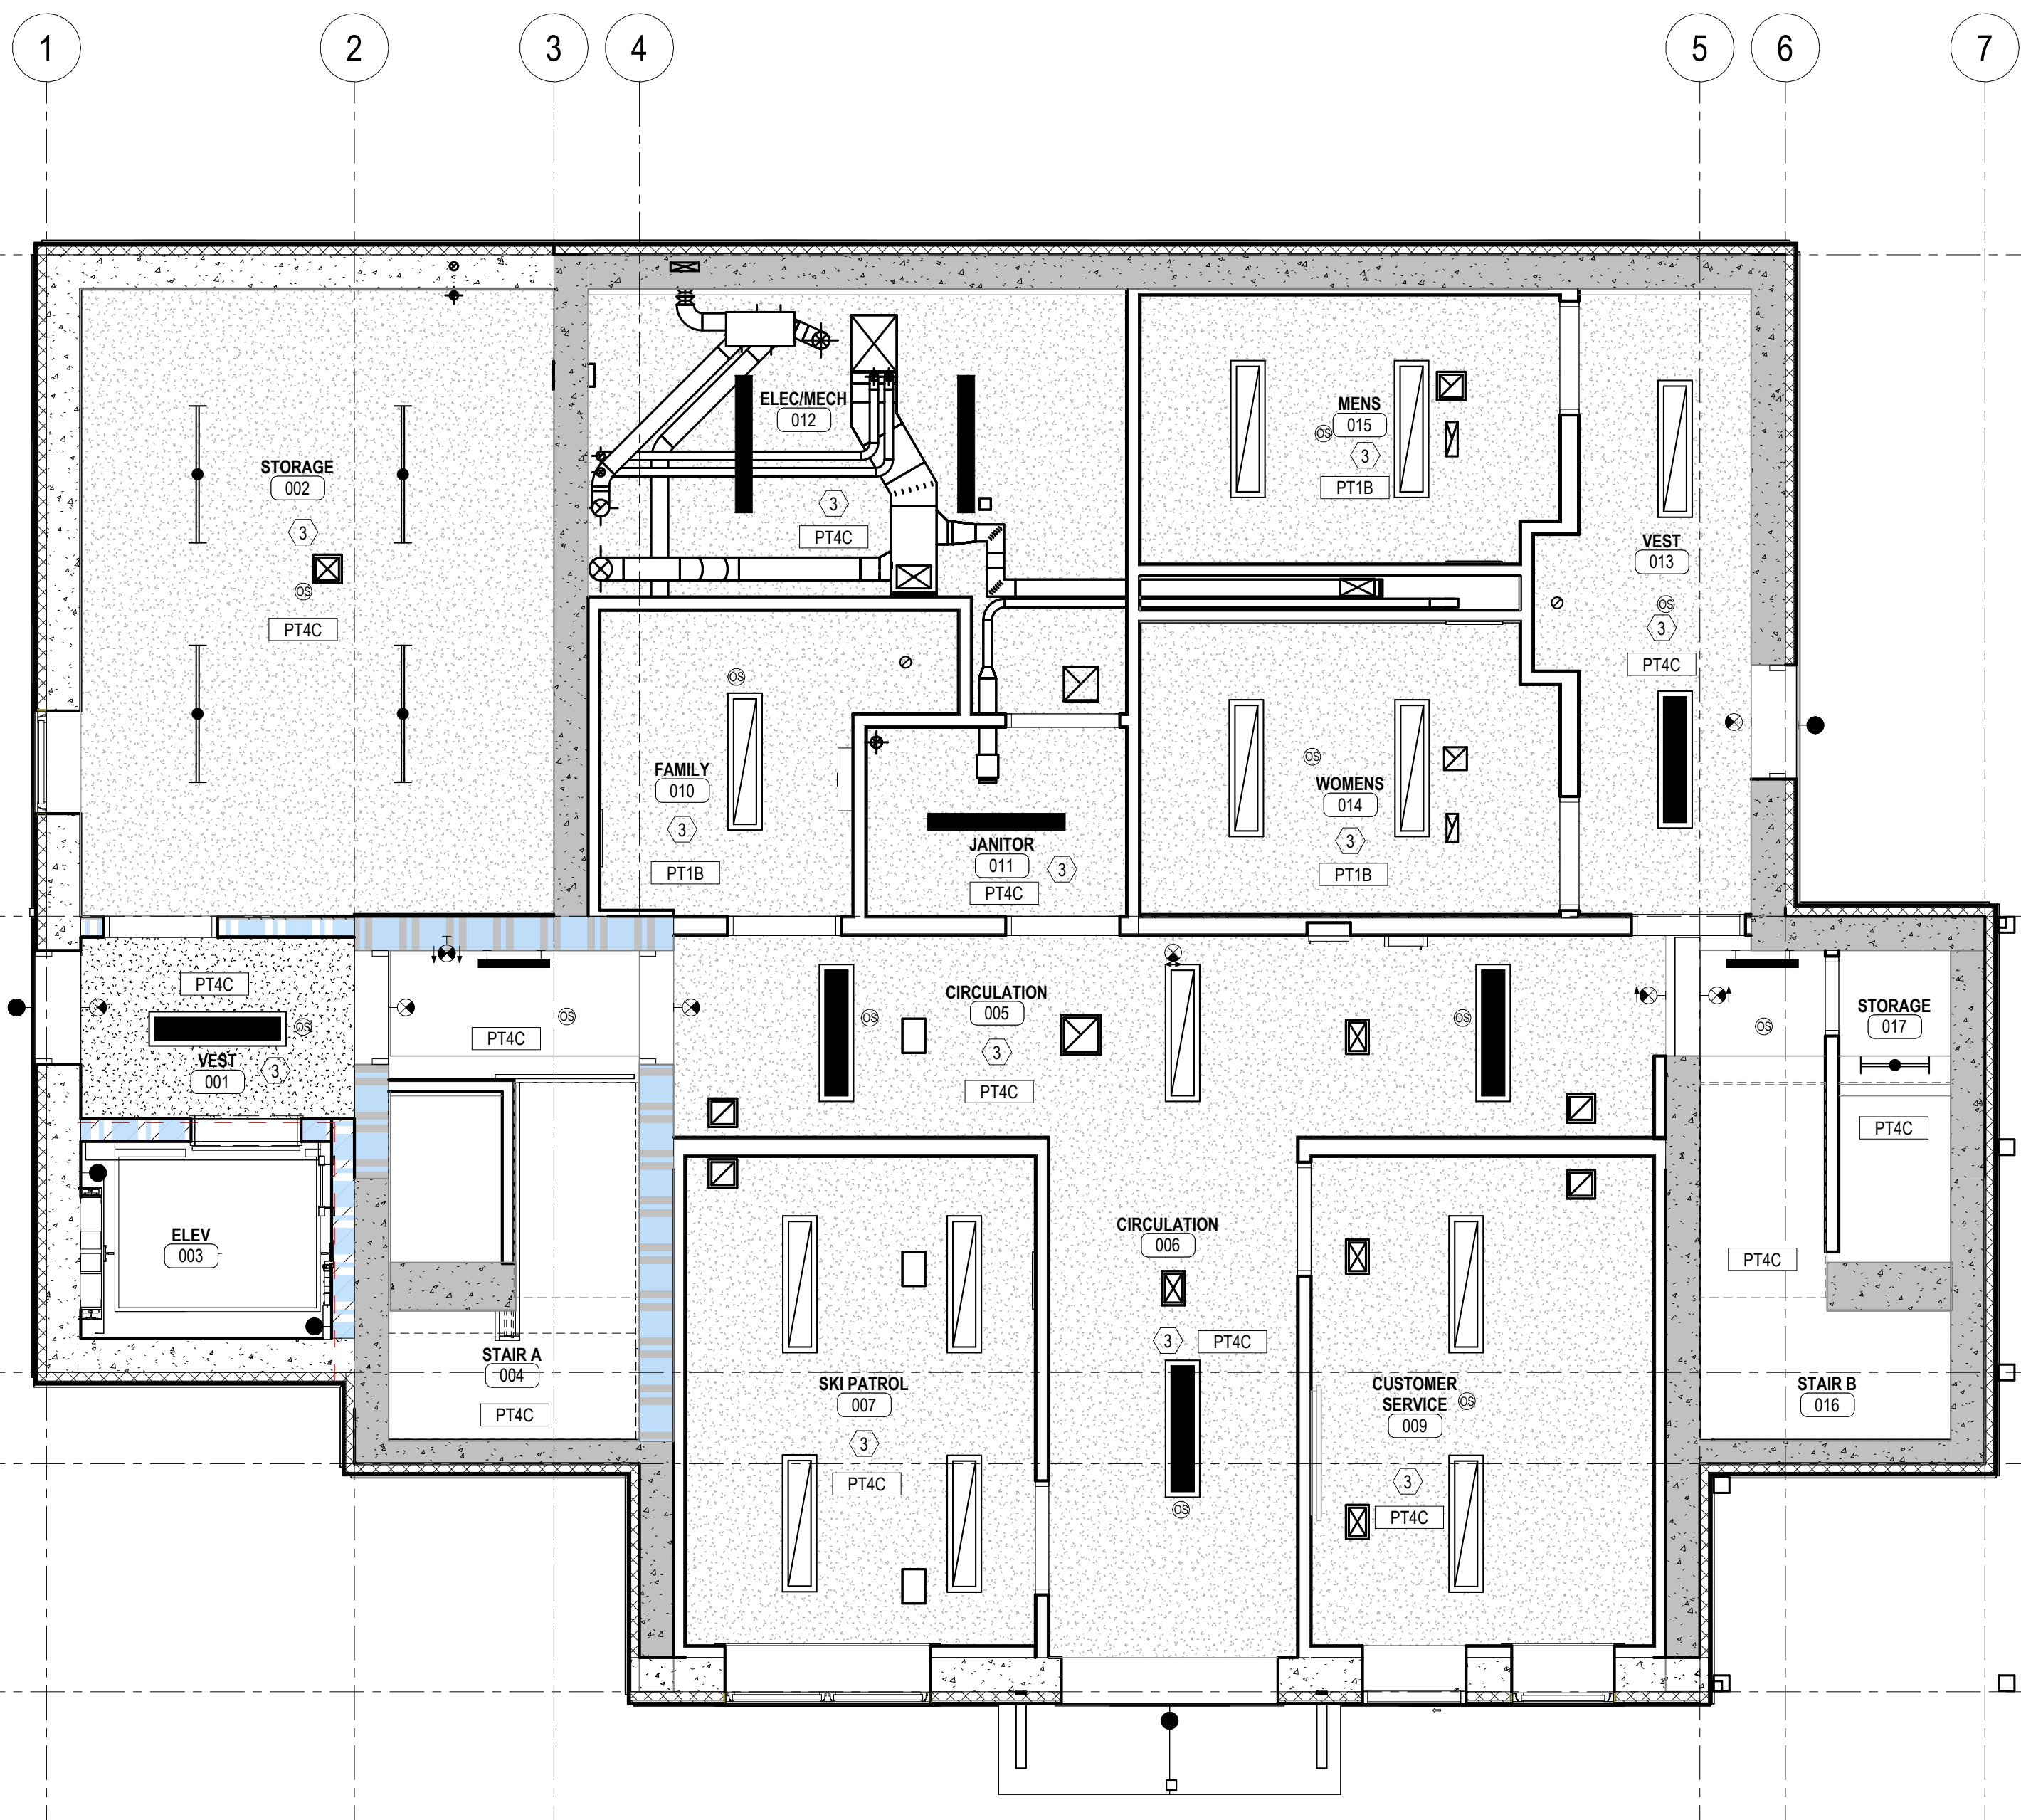 1
2
3
4
5
6
7
ELEC/MECH
012
3
PT4C
MENS
015
OS
3
PT1B
STORAGE
002
3
OS
PT4C
VEST
013
OS
3
PT4C
OS
FAMILY
010
3
PT1B
JANITOR
011
3
PT4C
OS
WOMENS
014
3
PT1B
PT4C
OS
VEST
001
3
PT4C
OS
OS
CIRCULATION
005
3
PT4C
OS
OS
STORAGE
017
PT4C
ELEV
003
STAIR A
004
PT4C
SKI PATROL
007
3
PT4C
CIRCULATION
006
3
PT4C
OS
CUSTOMER
SERVICE
009
OS
3
PT4C
PT4C
STAIR B
016